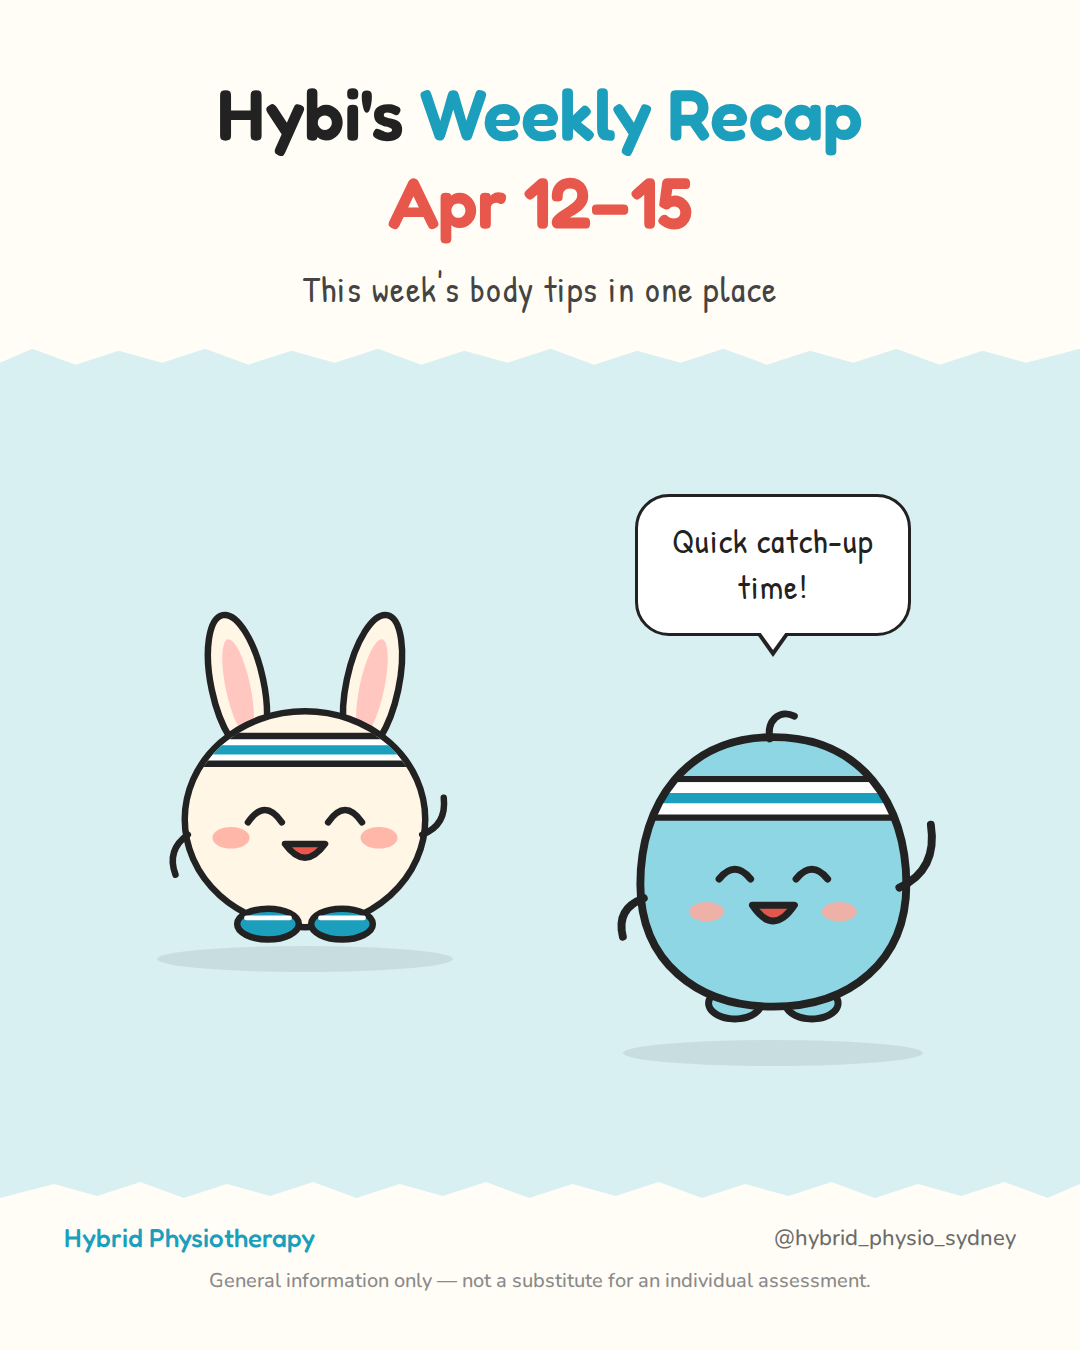 Hybi's Weekly Recap
Apr 12–15
This week's body tips in one place
Quick catch-up
time!
Hybrid Physiotherapy
@hybrid_physio_sydney
General information only — not a substitute for an individual assessment.